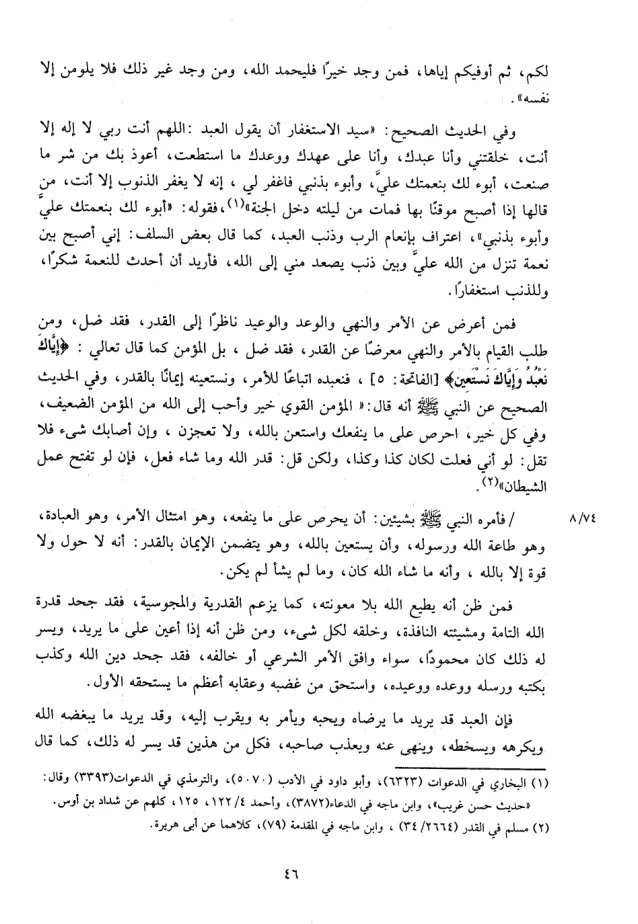 لكم، ثم أوفيكم إياها، فمن وجد خيرًا فليحمد الله، ومن وجد غير ذلك فلا يلومن إلا
نفسه».
وفي الحديث الصحيح: «سيد الاستغفار أن يقول العبد :اللهم أنت ربي لا إله إلا
أنت، خلقتني وأنا عبدك، وأنا على عهدك ووعدك ما استطعت، أعوذ بك من شر ما
صنعت، أبوء لك بنعمتك عليَّ، وأبوء بذنبي فاغفر لي ، إنه لا يغفر الذنوب إلا أنت، من
قالها إذا أصبح موقنًا بها فمات من ليلته دخل الجنة»(١)،فقوله: «أبوء لك بنعمتك عليَّ
وأبوء بذنبي»، اعتراف بإنعام الرب وذنب العبد، كما قال بعض السلف: إني أصبح بين
نعمة تنزل من الله عليَّ وبين ذنب يصعد مني إلى الله، فأريد أن أحدث للنعمة شكرًا،
وللذنب استغفارًا.
فمن أعرض عن الأمر والنهي والوعد والوعيد ناظرًا إلى القدر، فقد ضل، ومن
طلب القيام بالأمر والنهي معرضًا عن القدر، فقد ضل ، بل المؤمن كما قال تعالى : ﴿إِيَّاكَ
نَعْبُدُ وَإِيَّاكَ نَسْتَعِين﴾ [الفاتحة: ٥] ، فنعبده اتباعًا للأمر، ونستعينه إيمانًا بالقدر، وفي الحديث
الصحيح عن النبي ﷺ أنه قال:« المؤمن القوي خير وأحب إلى الله من المؤمن الضعيف،
وفي كل خير، احرص على ما ينفعك واستعن بالله، ولا تعجزن ، وإن أصابك شىء فلا
تقل: لو أني فعلت لكان كذا وكذا، ولكن قل: قدر الله وما شاء فعل، فإن لو تفتح عمل
الشيطان»(٢).
٨/٧٤ / فأمره النبي ﷺ بشيئين: أن يحرص على ما ينفعه، وهو امتثال الأمر، وهو العبادة،
وهو طاعة الله ورسوله، وأن يستعين بالله، وهو يتضمن الإيمان بالقدر: أنه لا حول ولا
قوة إلا بالله ، وأنه ما شاء الله كان، وما لم يشأ لم يكن.
فمن ظن أنه يطيع الله بلا معونته، كما يزعم القدرية والمجوسية، فقد جحد قدرة
الله التامة ومشيئته النافذة، وخلقه لكل شىء، ومن ظن أنه إذا أعين على ما يريد، ويسر
له ذلك كان محمودًا، سواء وافق الأمر الشرعي أو خالفه، فقد جحد دين الله وكذب
بكتبه ورسله ووعده ووعيده، واستحق من غضبه وعقابه أعظم ما يستحقه الأول.
فإن العبد قد يريد ما يرضاه ويحبه ويأمر به ويقرب إليه، وقد يريد ما يبغضه الله
ويكرهه ويسخطه، وينهى عنه ويعذب صاحبه، فكل من هذين قد يسر له ذلك، كما قال
(١) البخاري في الدعوات (٦٣٢٣)، وأبو داود في الأدب (٥٠٧٠)، والترمذي في الدعوات(٣٣٩٣) وقال:
«حديث حسن غريب»، وابن ماجه في الدعاء(٣٨٧٢)، وأحمد ٤/ ١٢٢، ١٢٥، كلهم عن شداد بن أوس.
(٢) مسلم في القدر (٢٦٦٤/ ٣٤) ، وابن ماجه في المقدمة (٧٩)، كلاهما عن أبى هريرة.
٤٦